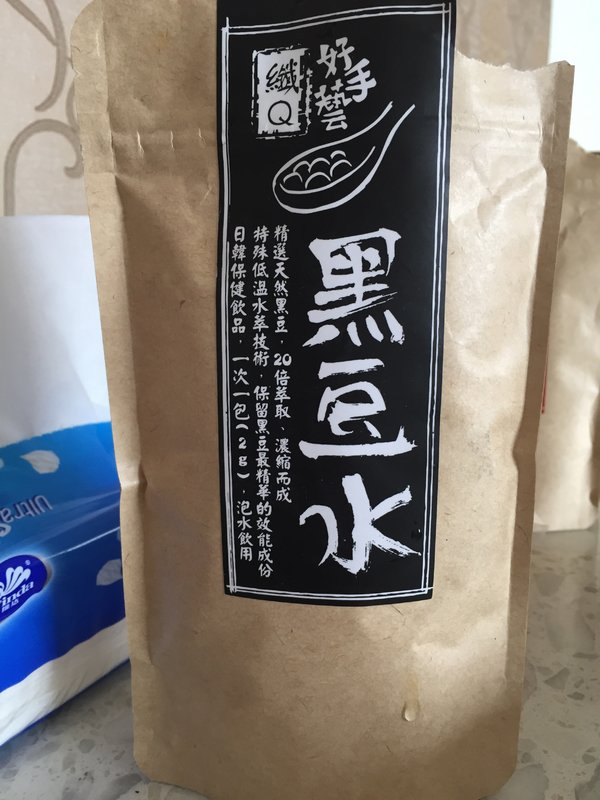 好手藝
纖Q
黑豆水
精選天然黑豆，20倍萃取、濃縮而成
特殊低溫水萃技術，保留黑豆最精華的效能成份
日韓保健飲品，一次一包(2g)，泡水飲用
Ultra
inda